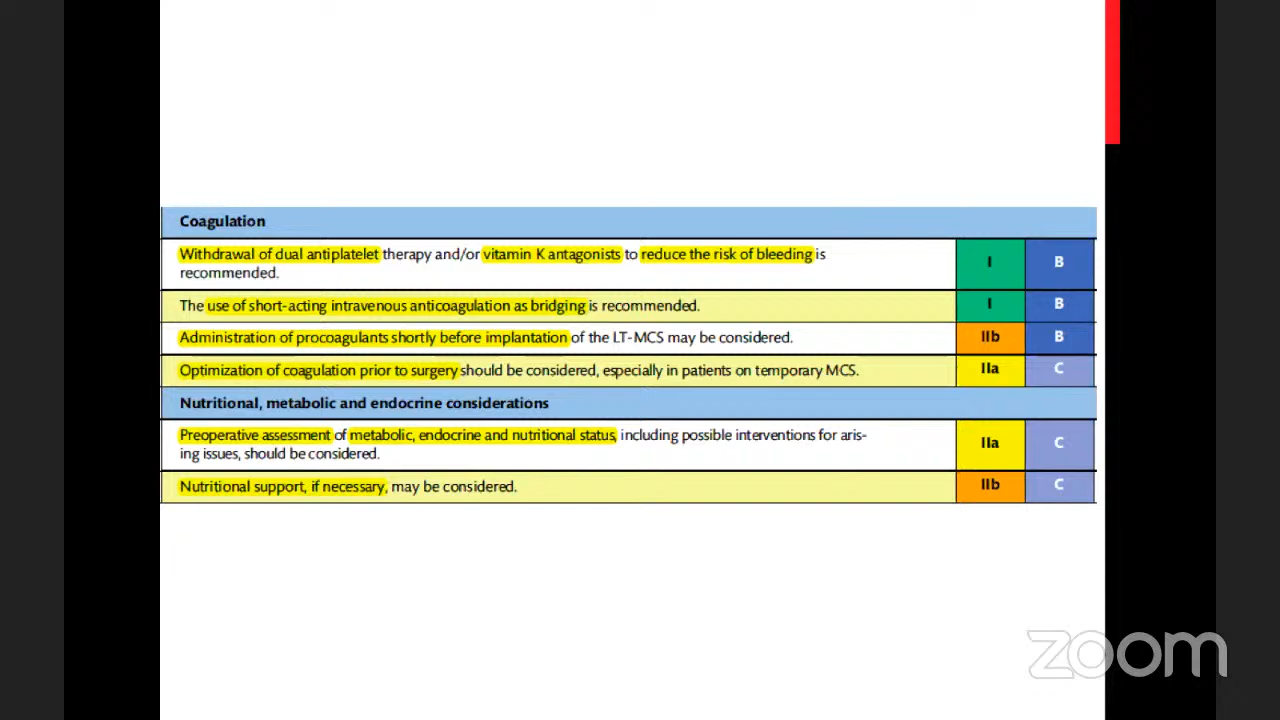 Coagulation
Withdrawal of dual antiplatelet therapy and/or vitamin K antagonists to reduce the risk of bleeding is
recommended.
I B
The use of short-acting intravenous anticoagulation as bridging is recommended.
I B
Administration of procoagulants shortly before implantation of the LT-MCS may be considered.
IIb B
Optimization of coagulation prior to surgery should be considered, especially in patients on temporary MCS.
IIa C
Nutritional, metabolic and endocrine considerations
Preoperative assessment of metabolic, endocrine and nutritional status, including possible interventions for aris-
ing issues, should be considered.
IIa C
Nutritional support, if necessary, may be considered.
IIb C
zoom